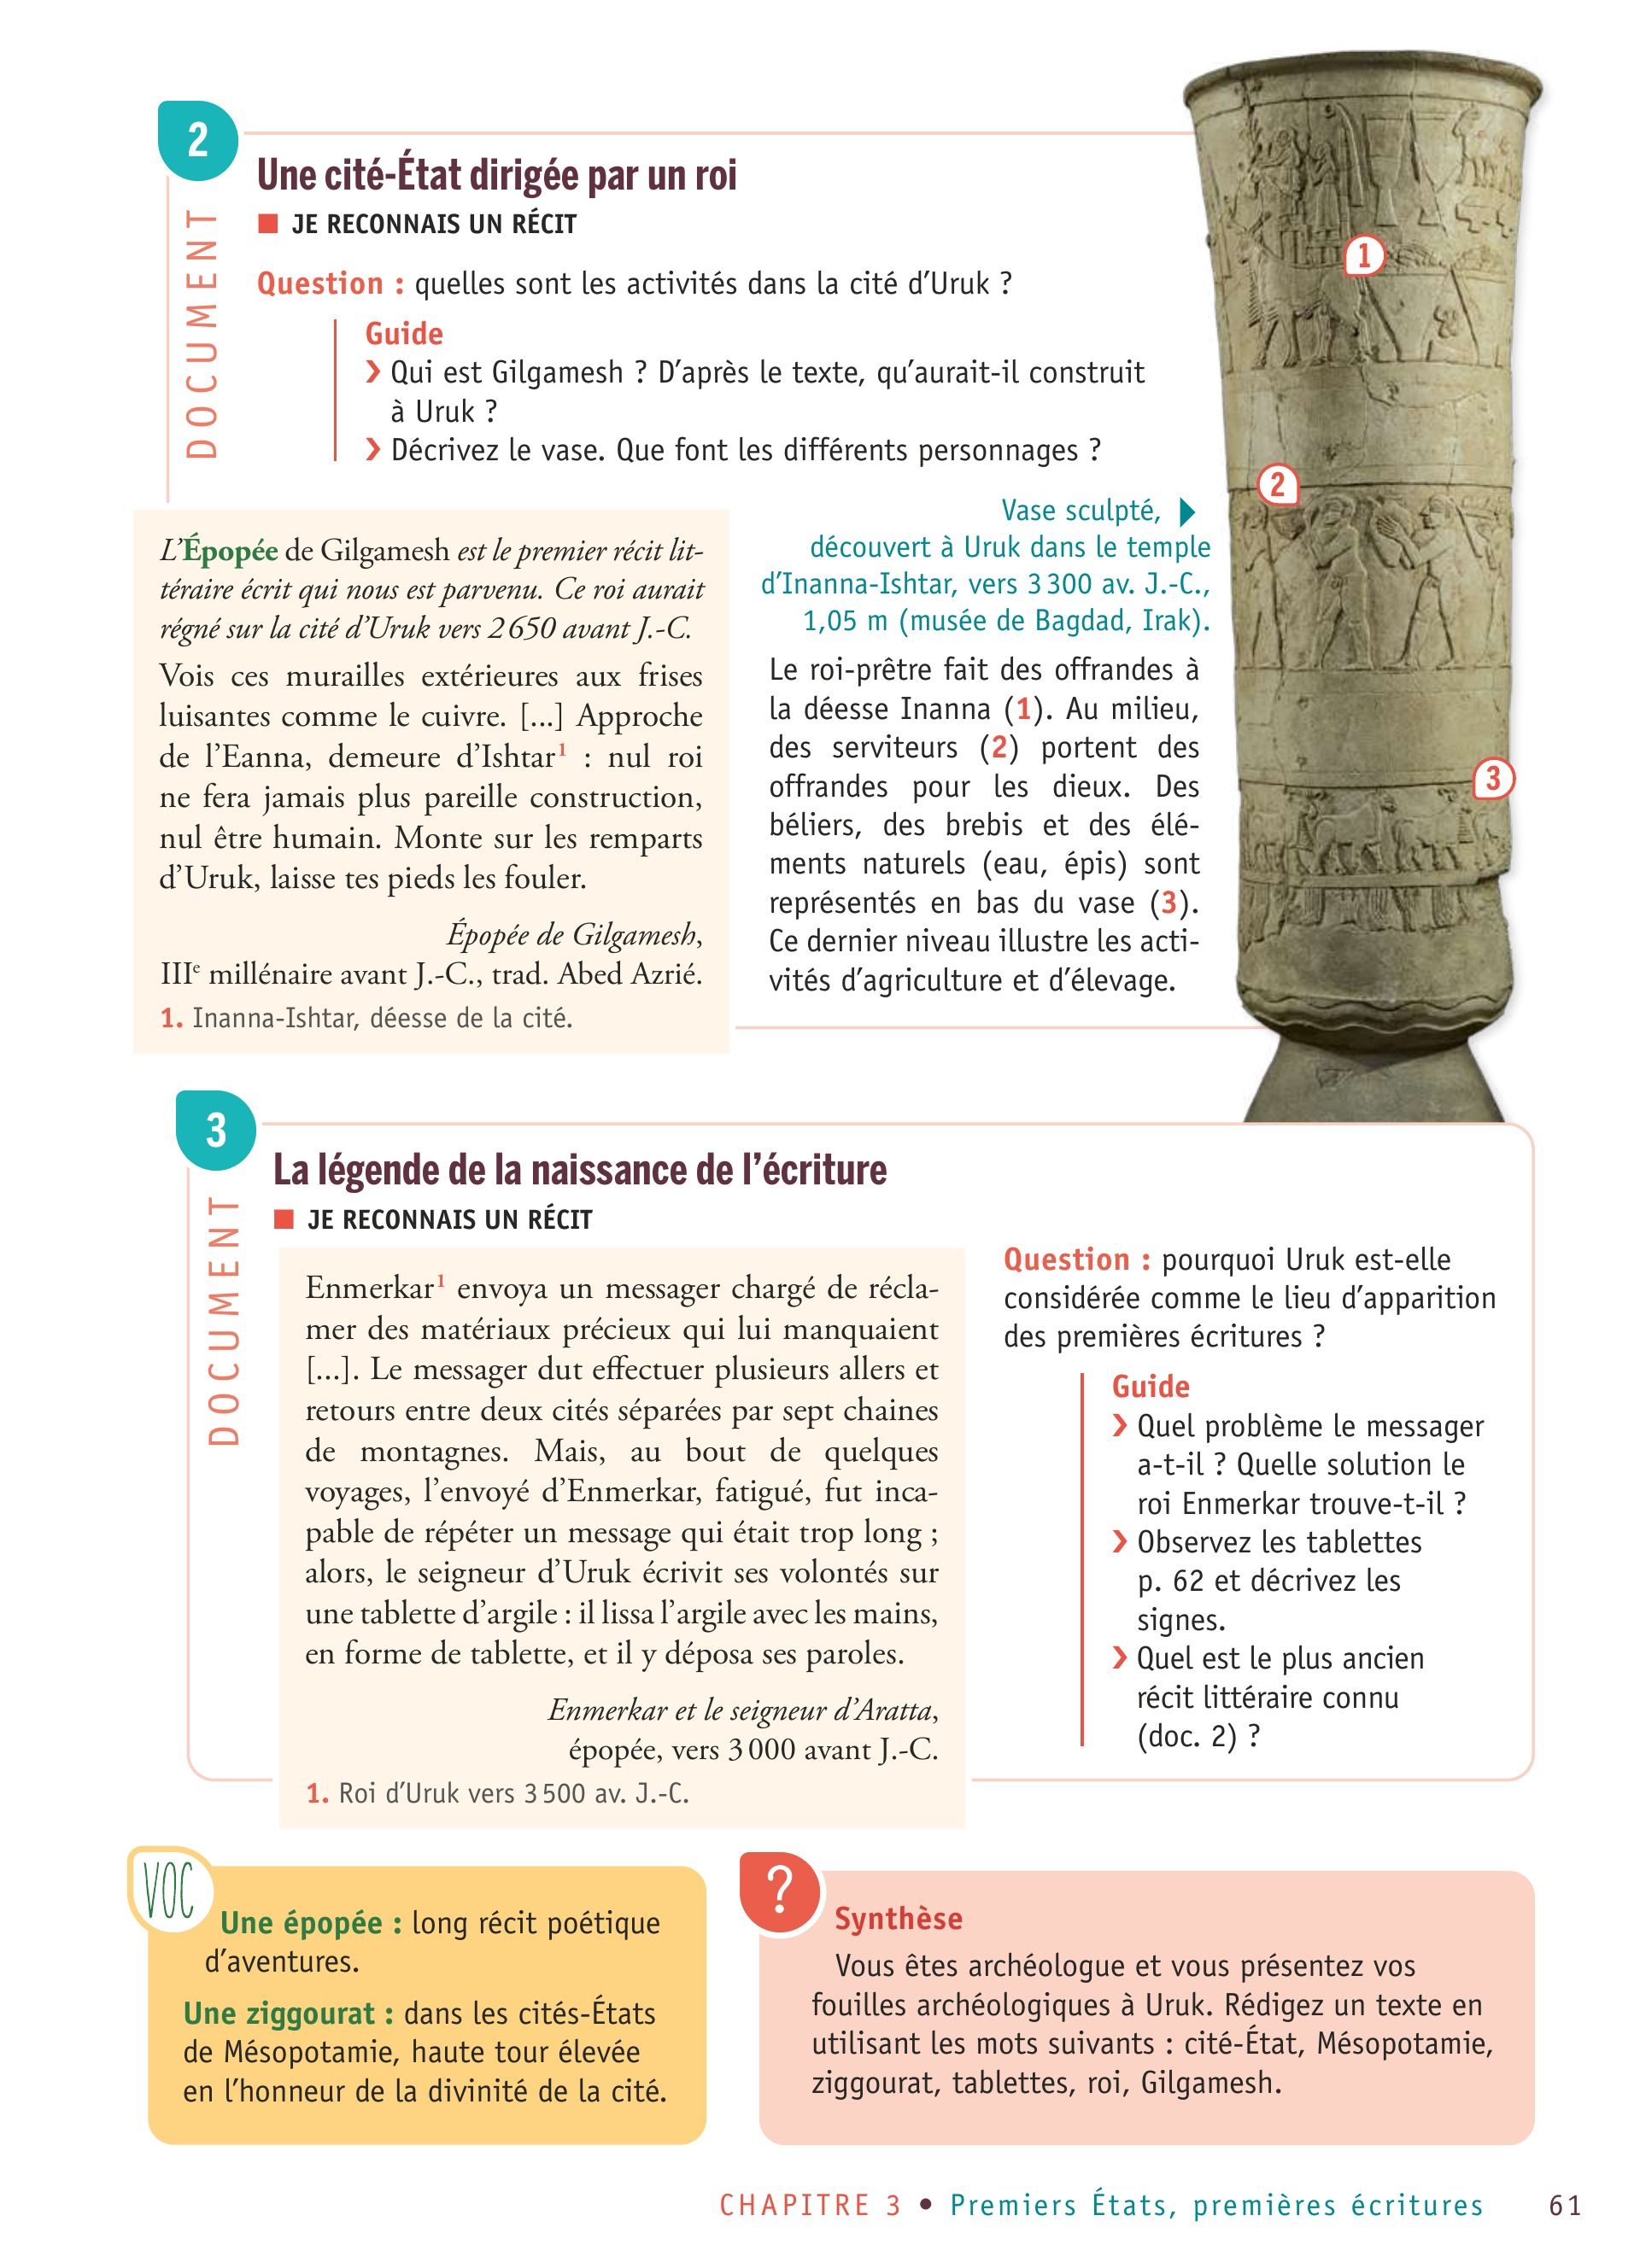 2
DOCUMENT
Une cité-État dirigée par un roi
JE RECONNAIS UN RÉCIT
Question : quelles sont les activités dans la cité d’Uruk ?
Guide
❯ Qui est Gilgamesh ? D’après le texte, qu’aurait-il construit
à Uruk ?
❯ Décrivez le vase. Que font les différents personnages ?
L’Épopée de Gilgamesh est le premier récit lit-
téraire écrit qui nous est parvenu. Ce roi aurait
régné sur la cité d’Uruk vers 2 650 avant J.-C.
Vois ces murailles extérieures aux frises
luisantes comme le cuivre. [...] Approche
de l’Eanna, demeure d’Ishtar1 : nul roi
ne fera jamais plus pareille construction,
nul être humain. Monte sur les remparts
d’Uruk, laisse tes pieds les fouler.
Épopée de Gilgamesh,
IIIe millénaire avant J.-C., trad. Abed Azrié.
1. Inanna-Ishtar, déesse de la cité.
Vase sculpté,
découvert à Uruk dans le temple
d’Inanna-Ishtar, vers 3 300 av. J.-C.,
1,05 m (musée de Bagdad, Irak).
Le roi-prêtre fait des offrandes à
la déesse Inanna (1). Au milieu,
des serviteurs (2) portent des
offrandes pour les dieux. Des
béliers, des brebis et des élé-
ments naturels (eau, épis) sont
représentés en bas du vase (3).
Ce dernier niveau illustre les acti-
vités d’agriculture et d’élevage.
1
2
3
3
DOCUMENT
La légende de la naissance de l’écriture
JE RECONNAIS UN RÉCIT
Enmerkar1 envoya un messager chargé de récla-
mer des matériaux précieux qui lui manquaient
[...]. Le messager dut effectuer plusieurs allers et
retours entre deux cités séparées par sept chaines
de montagnes. Mais, au bout de quelques
voyages, l’envoyé d’Enmerkar, fatigué, fut inca-
pable de répéter un message qui était trop long ;
alors, le seigneur d’Uruk écrivit ses volontés sur
une tablette d’argile : il lissa l’argile avec les mains,
en forme de tablette, et il y déposa ses paroles.
Enmerkar et le seigneur d’Aratta,
épopée, vers 3 000 avant J.-C.
1. Roi d’Uruk vers 3 500 av. J.-C.
Question : pourquoi Uruk est-elle
considérée comme le lieu d’apparition
des premières écritures ?
Guide
❯ Quel problème le messager
a-t-il ? Quelle solution le
roi Enmerkar trouve-t-il ?
❯ Observez les tablettes
p. 62 et décrivez les
signes.
❯ Quel est le plus ancien
récit littéraire connu
(doc. 2) ?
VOC
Une épopée : long récit poétique
d’aventures.
Une ziggourat : dans les cités-États
de Mésopotamie, haute tour élevée
en l’honneur de la divinité de la cité.
?
Synthèse
Vous êtes archéologue et vous présentez vos
fouilles archéologiques à Uruk. Rédigez un texte en
utilisant les mots suivants : cité-État, Mésopotamie,
ziggourat, tablettes, roi, Gilgamesh.
CHAPITRE 3 • Premiers États, premières écritures 61